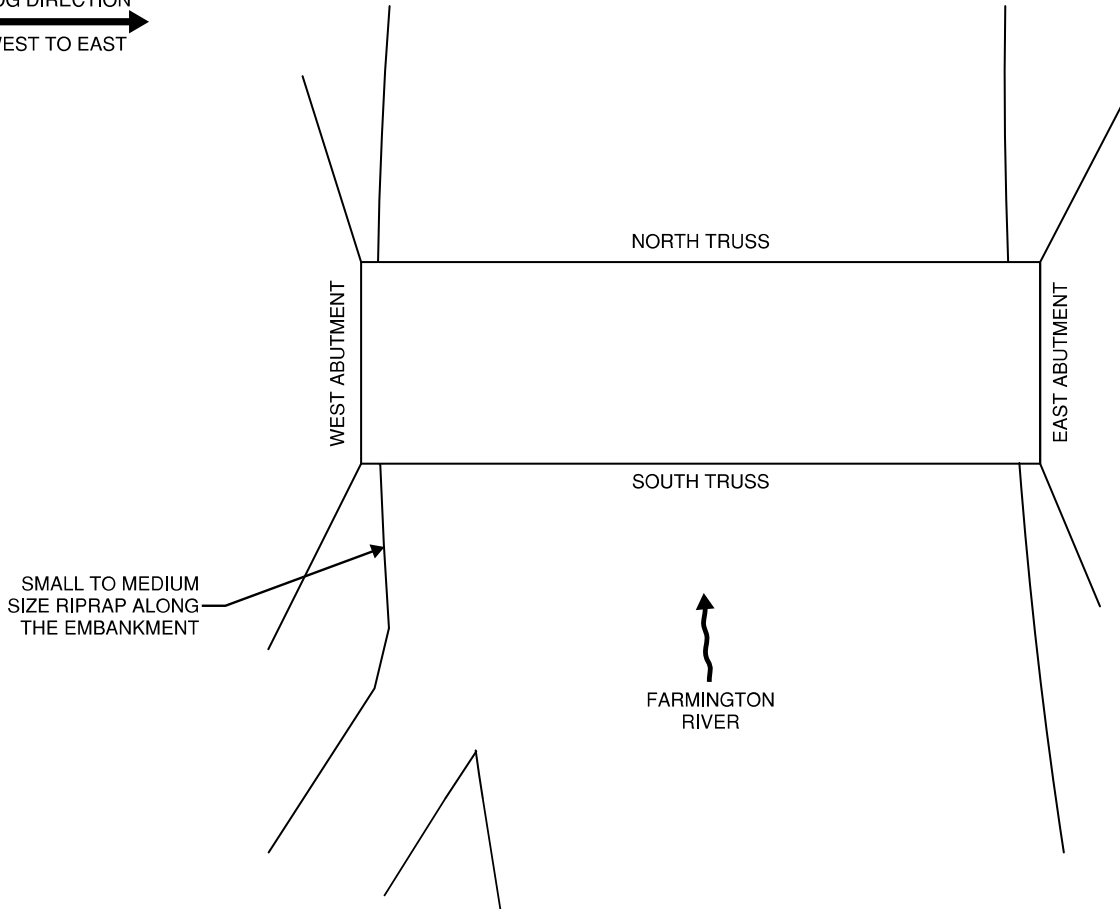 DIRECTION
TO EAST
NORTH TRUSS
WEST ABUTMENT
EAST ABUTMENT
SOUTH TRUSS
SMALL TO MEDIUM
SIZE RIPRAP ALONG
THE EMBANKMENT
FARMINGTON
RIVER